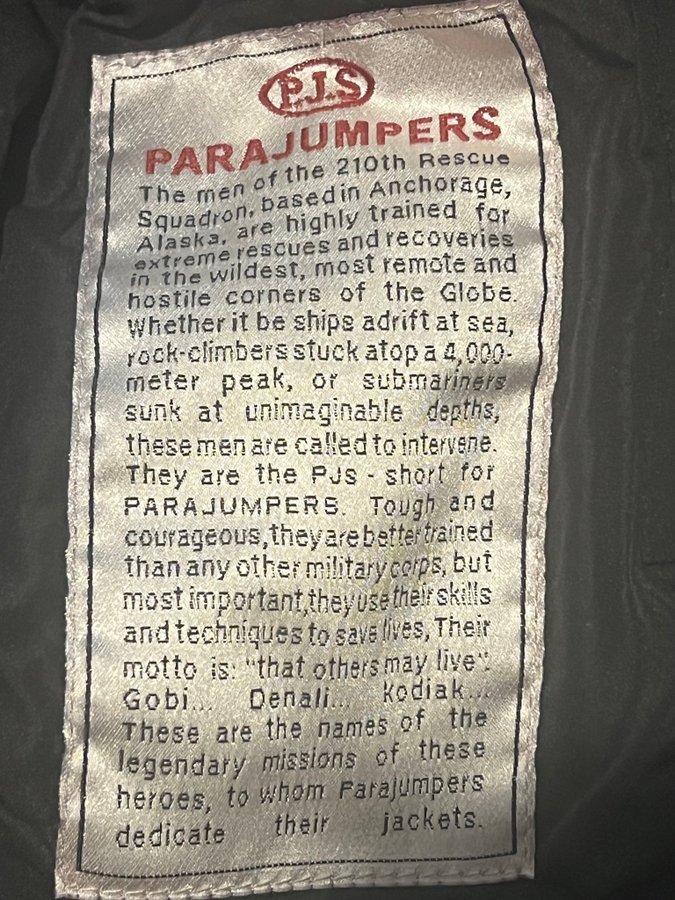 P.J.S
PARAJUMPERS
The men of the 210th Rescue
Squadron, based in Anchorage,
Alaska, are highly trained for
extreme rescues and recoveries
in the wildest, most remote and
hostile corners of the Globe.
Whether it be ships adrift at sea,
rock-climbers stuck atop a 4,000-
meter peak, or submariners
sunk at unimaginable depths,
these men are called to intervene.
They are the PJs - short for
PARAJUMPERS. Tough and
courageous, they are better trained
than any other military corps, but
most important, they use their skills
and techniques to save lives, Their
motto is: "that others may live".
Gobi... Denali... Kodiak...
These are the names of the
legendary missions of these
heroes, to whom Parajumpers
dedicate their jackets.